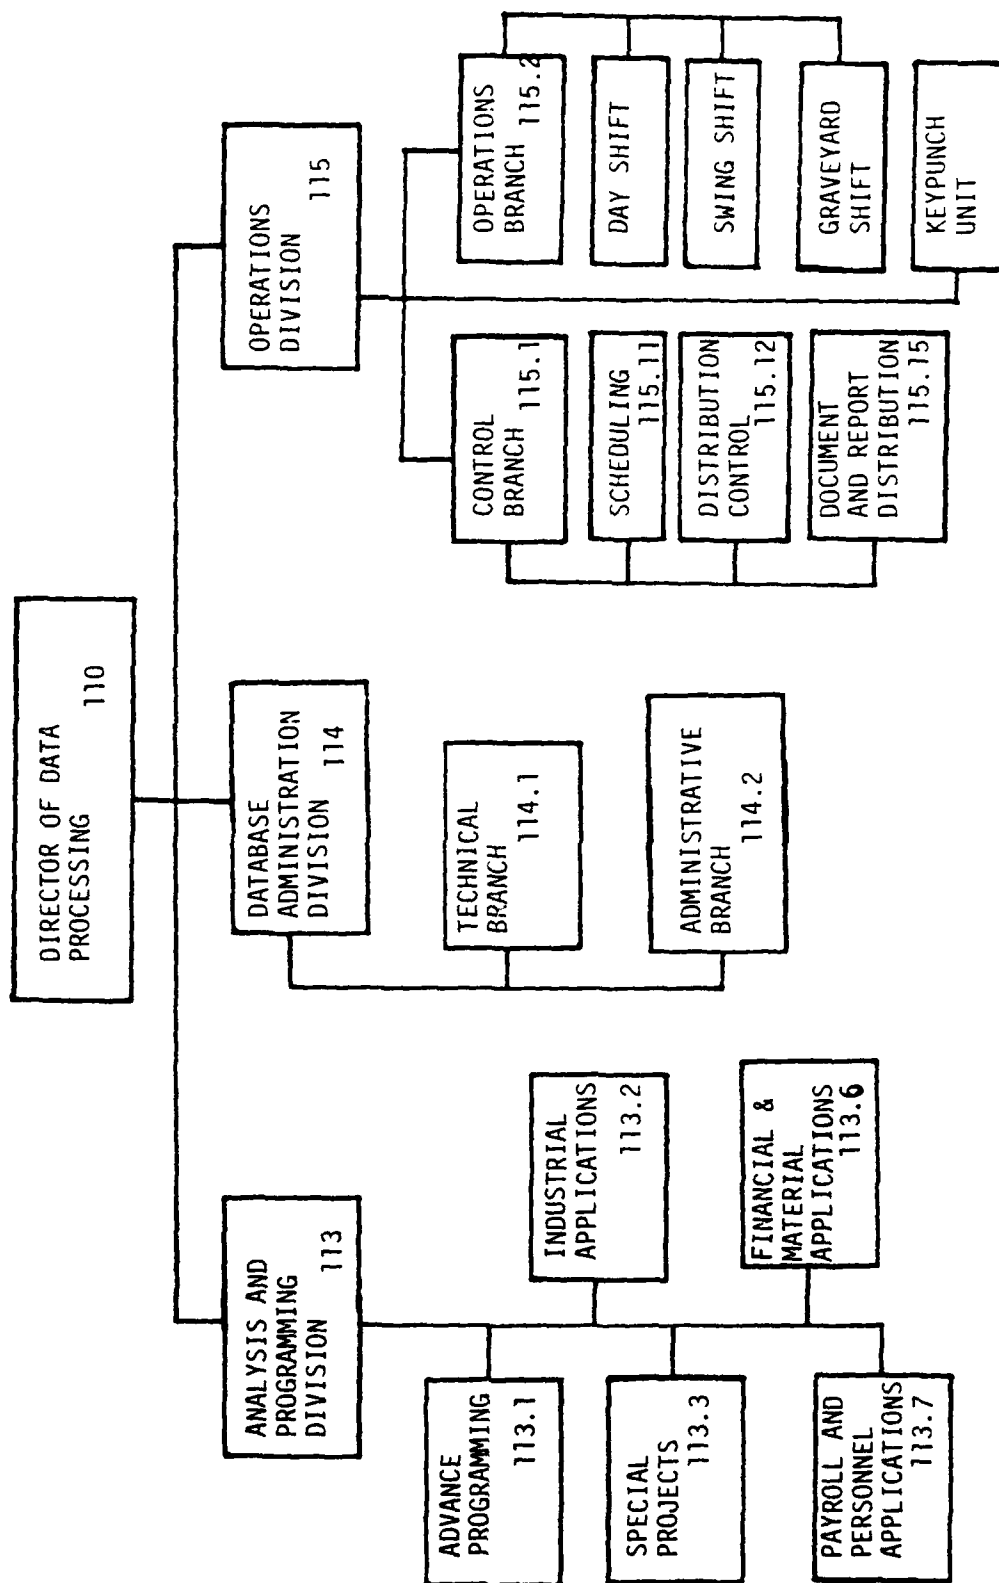 DIRECTOR OF DATA
PROCESSING
110
ANALYSIS AND
PROGRAMMING
DIVISION 113
ADVANCE
PROGRAMMING
113.1
INDUSTRIAL
APPLICATIONS
113.2
SPECIAL
PROJECTS
113.3
FINANCIAL &
MATERIAL
APPLICATIONS
113.6
PAYROLL AND
PERSONNEL
APPLICATIONS
113.7
DATABASE
ADMINISTRATION
DIVISION 114
TECHNICAL
BRANCH
114.1
ADMINISTRATIVE
BRANCH
114.2
OPERATIONS
DIVISION
115
CONTROL
BRANCH
115.1
SCHEDULING
115.11
DISTRIBUTION
CONTROL
115.12
DOCUMENT
AND REPORT
DISTRIBUTION
115.15
OPERATIONS
BRANCH
115.2
DAY SHIFT
SWING SHIFT
GRAVEYARD
SHIFT
KEYPUNCH
UNIT